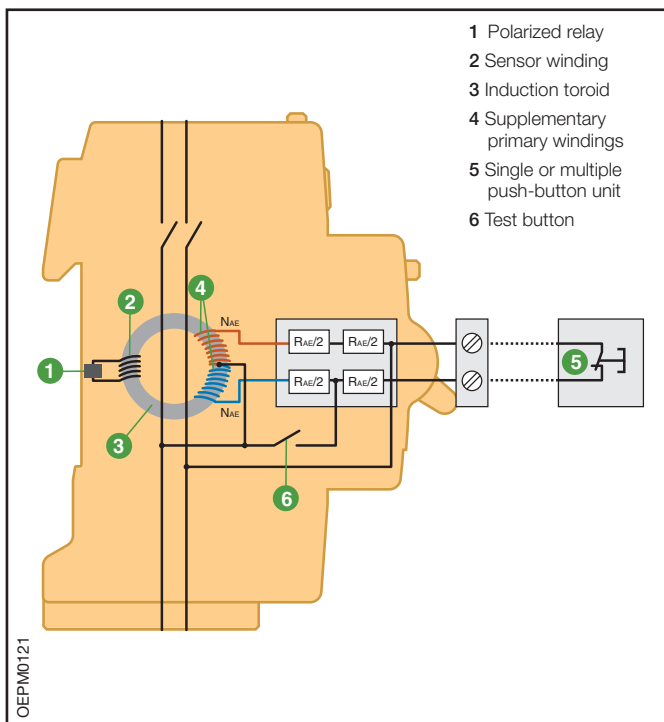 1 Polarized relay
2 Sensor winding
3 Induction toroid
4 Supplementary
primary windings
5 Single or multiple
push-button unit
6 Test button
2
4
NAE
RAE/2
RAE/2
1
5
RAE/2
RAE/2
NAE
3
6
OEPM0121